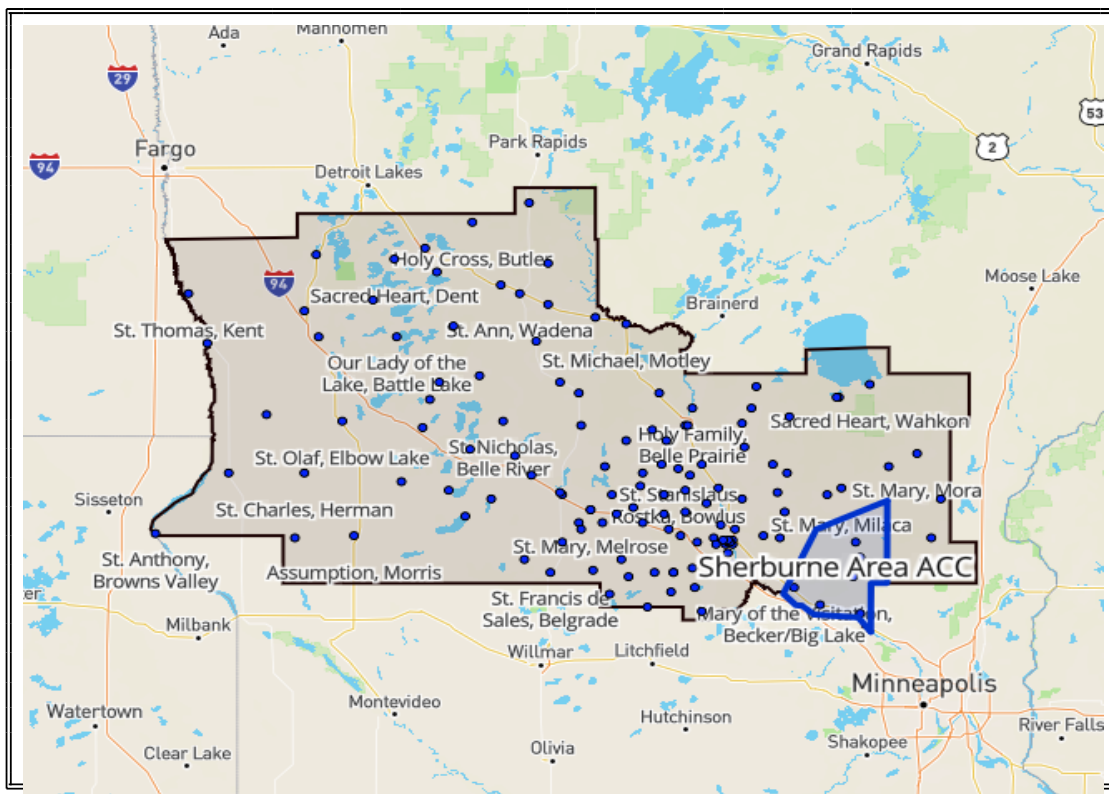 Ada
Mahnomen
Grand Rapids
29
53
Fargo
Park Rapids
2
94
Detroit Lakes
Holy Cross, Butler
94
Moose Lake
Sacred Heart, Dent
Brainerd
St. Thomas, Kent
St. Ann, Wadena
Our Lady of the
Lake, Battle Lake
St. Michael, Motley
Sacred Heart, Wahkon
Holy Family,
Belle Prairie
St. Nicholas,
Belle River
St. Olaf, Elbow Lake
Sisseton
St. Stanislaus
Kostka, Bowlus
St. Mary, Mora
St. Charles, Herman
St. Mary, Milaca
St. Anthony,
Browns Valley
St. Mary, Melrose
Assumption, Morris
Sherburne Area ACC
St. Francis de
Sales, Belgrade
Mary of the Visitation,
Becker/Big Lake
Milbank
Willmar
Litchfield
Minneapolis
Montevideo
Watertown
Hutchinson
River Falls
Clear Lake
Olivia
Shakopee